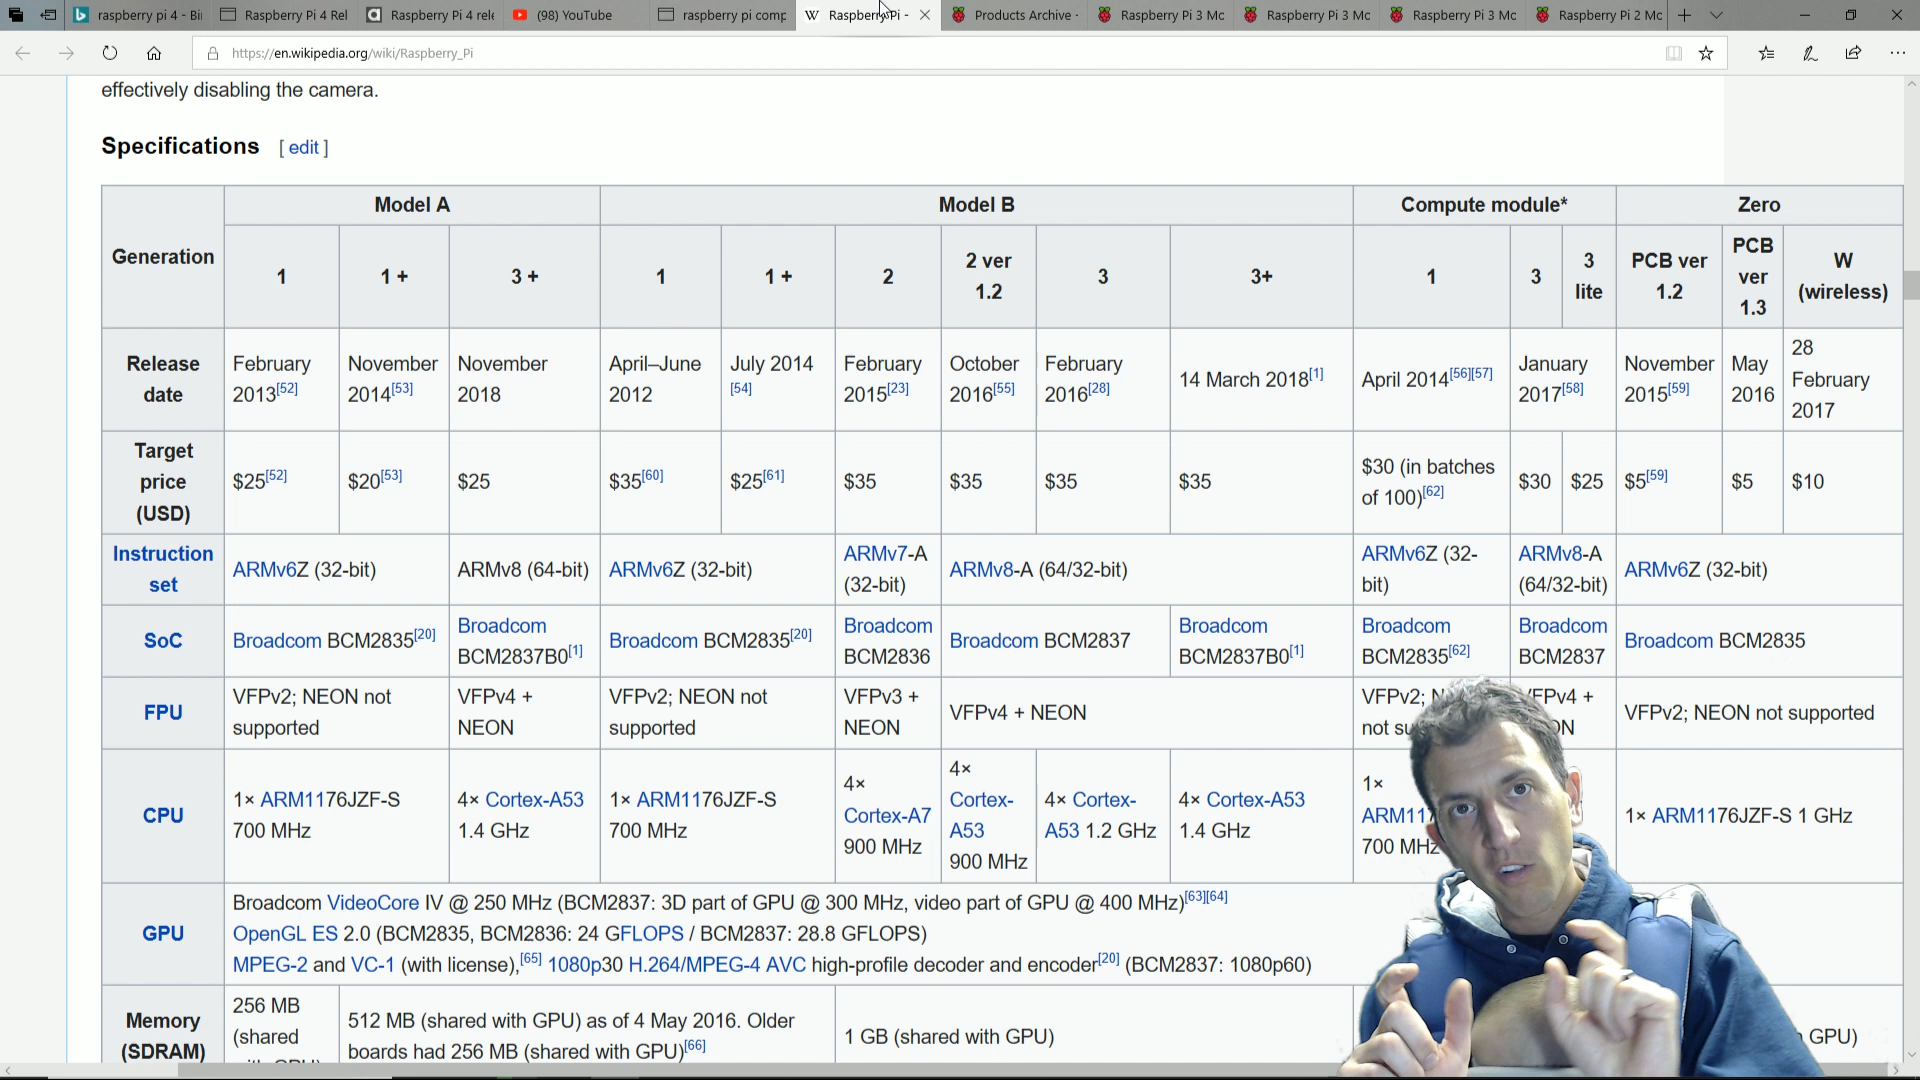 raspberry pi 4 - Bi
Raspberry Pi 4 Rel
Raspberry Pi 4 rele
(98) YouTube
raspberry pi comp
Raspberry Pi -
Products Archive -
Raspberry Pi 3 Mc
Raspberry Pi 3 Mc
Raspberry Pi 3 Mc
Raspberry Pi 2 Mc
https://en.wikipedia.org/wiki/Raspberry_Pi
effectively disabling the camera.
Specifications [ edit ]
Generation
Model A
Model B
Compute module*
Zero
1
1 +
3 +
1
1 +
2
2 ver
1.2
3
3+
1
3
3
lite
PCB ver
1.2
PCB
ver
1.3
W
(wireless)
Release
date
February
2013[52]
November
2014[53]
November
2018
April–June
2012
July 2014
[54]
February
2015[23]
October
2016[55]
February
2016[28]
14 March 2018[1]
April 2014[56][57]
January
2017[58]
November
2015[59]
May
2016
28
February
2017
Target
price
(USD)
$25[52]
$20[53]
$25
$35[60]
$25[61]
$35
$35
$35
$35
$30 (in batches
of 100)[62]
$30
$25
$5[59]
$5
$10
Instruction
set
ARMv6Z (32-bit)
ARMv8 (64-bit)
ARMv6Z (32-bit)
ARMv7-A
(32-bit)
ARMv8-A (64/32-bit)
ARMv6Z (32-
bit)
ARMv8-A
(64/32-bit)
ARMv6Z (32-bit)
SoC
Broadcom BCM2835[20]
Broadcom
BCM2837B0[1]
Broadcom BCM2835[20]
Broadcom
BCM2836
Broadcom BCM2837
Broadcom
BCM2837B0[1]
Broadcom
BCM2835[62]
Broadcom
BCM2837
Broadcom BCM2835
FPU
VFPv2; NEON not
supported
VFPv4 +
NEON
VFPv2; NEON not
supported
VFPv3 +
NEON
VFPv4 + NEON
VFPv2;
not
VFPv4 +
VFPv2; NEON not supported
CPU
1× ARM1176JZF-S
700 MHz
4× Cortex-A53
1.4 GHz
1× ARM1176JZF-S
700 MHz
4×
Cortex-A7
900 MHz
4×
Cortex-
A53
900 MHz
4× Cortex-
A53 1.2 GHz
4× Cortex-A53
1.4 GHz
1×
ARM117
700 MHz
1× ARM1176JZF-S 1 GHz
GPU
Broadcom VideoCore IV @ 250 MHz (BCM2837: 3D part of GPU @ 300 MHz, video part of GPU @ 400 MHz)[63][64]
OpenGL ES 2.0 (BCM2835, BCM2836: 24 GFLOPS / BCM2837: 28.8 GFLOPS)
MPEG-2 and VC-1 (with license),[65] 1080p30 H.264/MPEG-4 AVC high-profile decoder and encoder[20] (BCM2837: 1080p60)
Memory
(SDRAM)
256 MB
(shared
512 MB (shared with GPU) as of 4 May 2016. Older
boards had 256 MB (shared with GPU)[66]
1 GB (shared with GPU)
GPU)